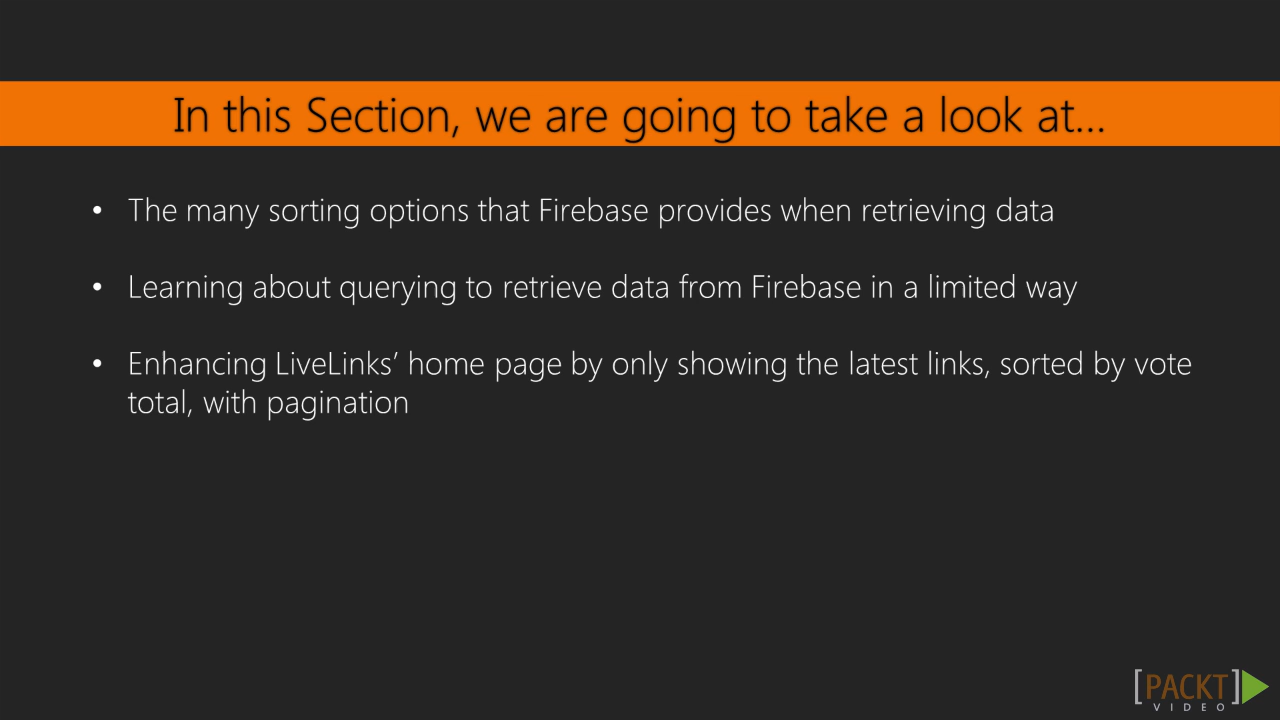 In this Section, we are going to take a look at...
• The many sorting options that Firebase provides when retrieving data
• Learning about querying to retrieve data from Firebase in a limited way
• Enhancing LiveLinks’ home page by only showing the latest links, sorted by vote
total, with pagination
[PACKT]
VIDEO